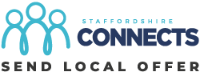 STAFFORDSHIRE
CONNECTS
SEND LOCAL OFFER